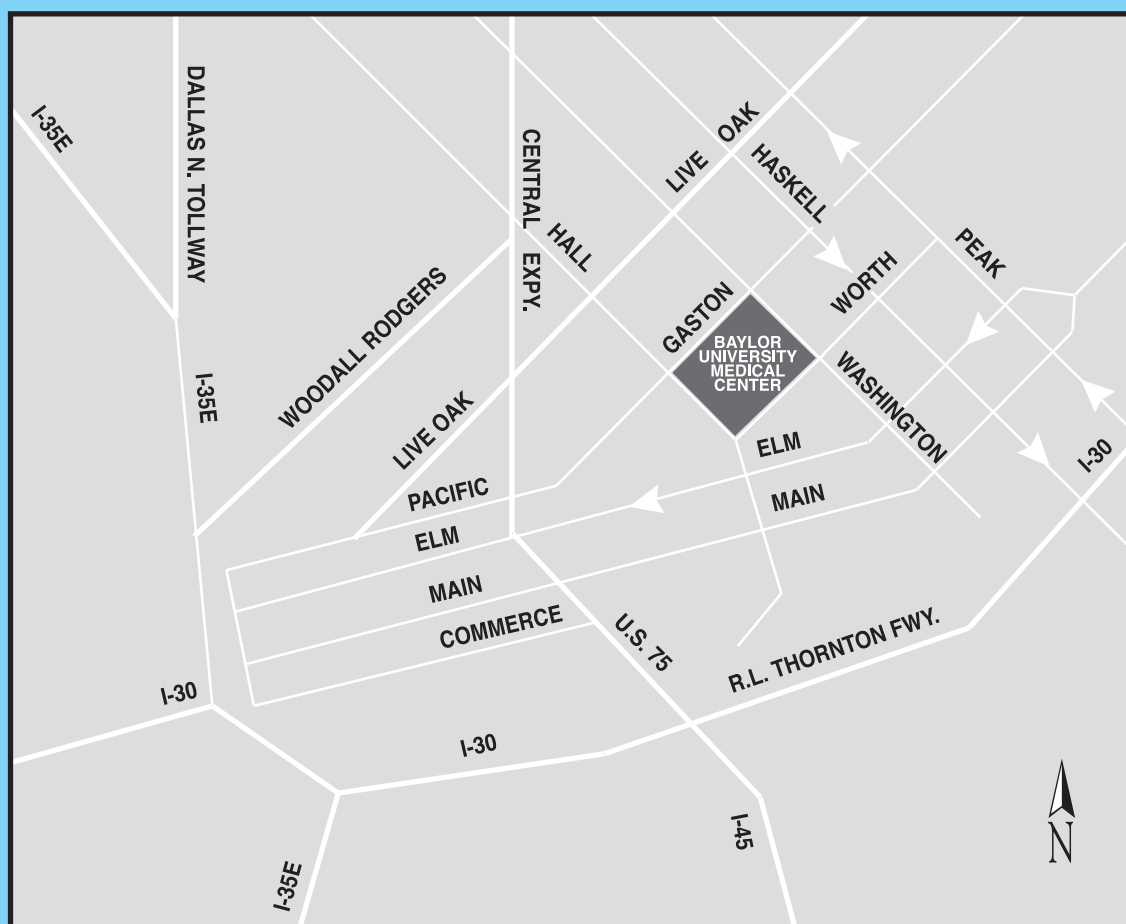 I-35E
DALLAS N. TOLLWAY
CENTRAL EXPY.
LIVE OAK
HASKELL
HALL
PEAK
WORTH
GASTON
WOODALL RODGERS
BAYLOR
UNIVERSITY
MEDICAL
CENTER
WASHINGTON
I-35E
LIVE OAK
ELM
I-30
PACIFIC
MAIN
ELM
MAIN
COMMERCE
U.S. 75
R.L. THORNTON FWY.
I-30
I-30
I-45
N
I-35E